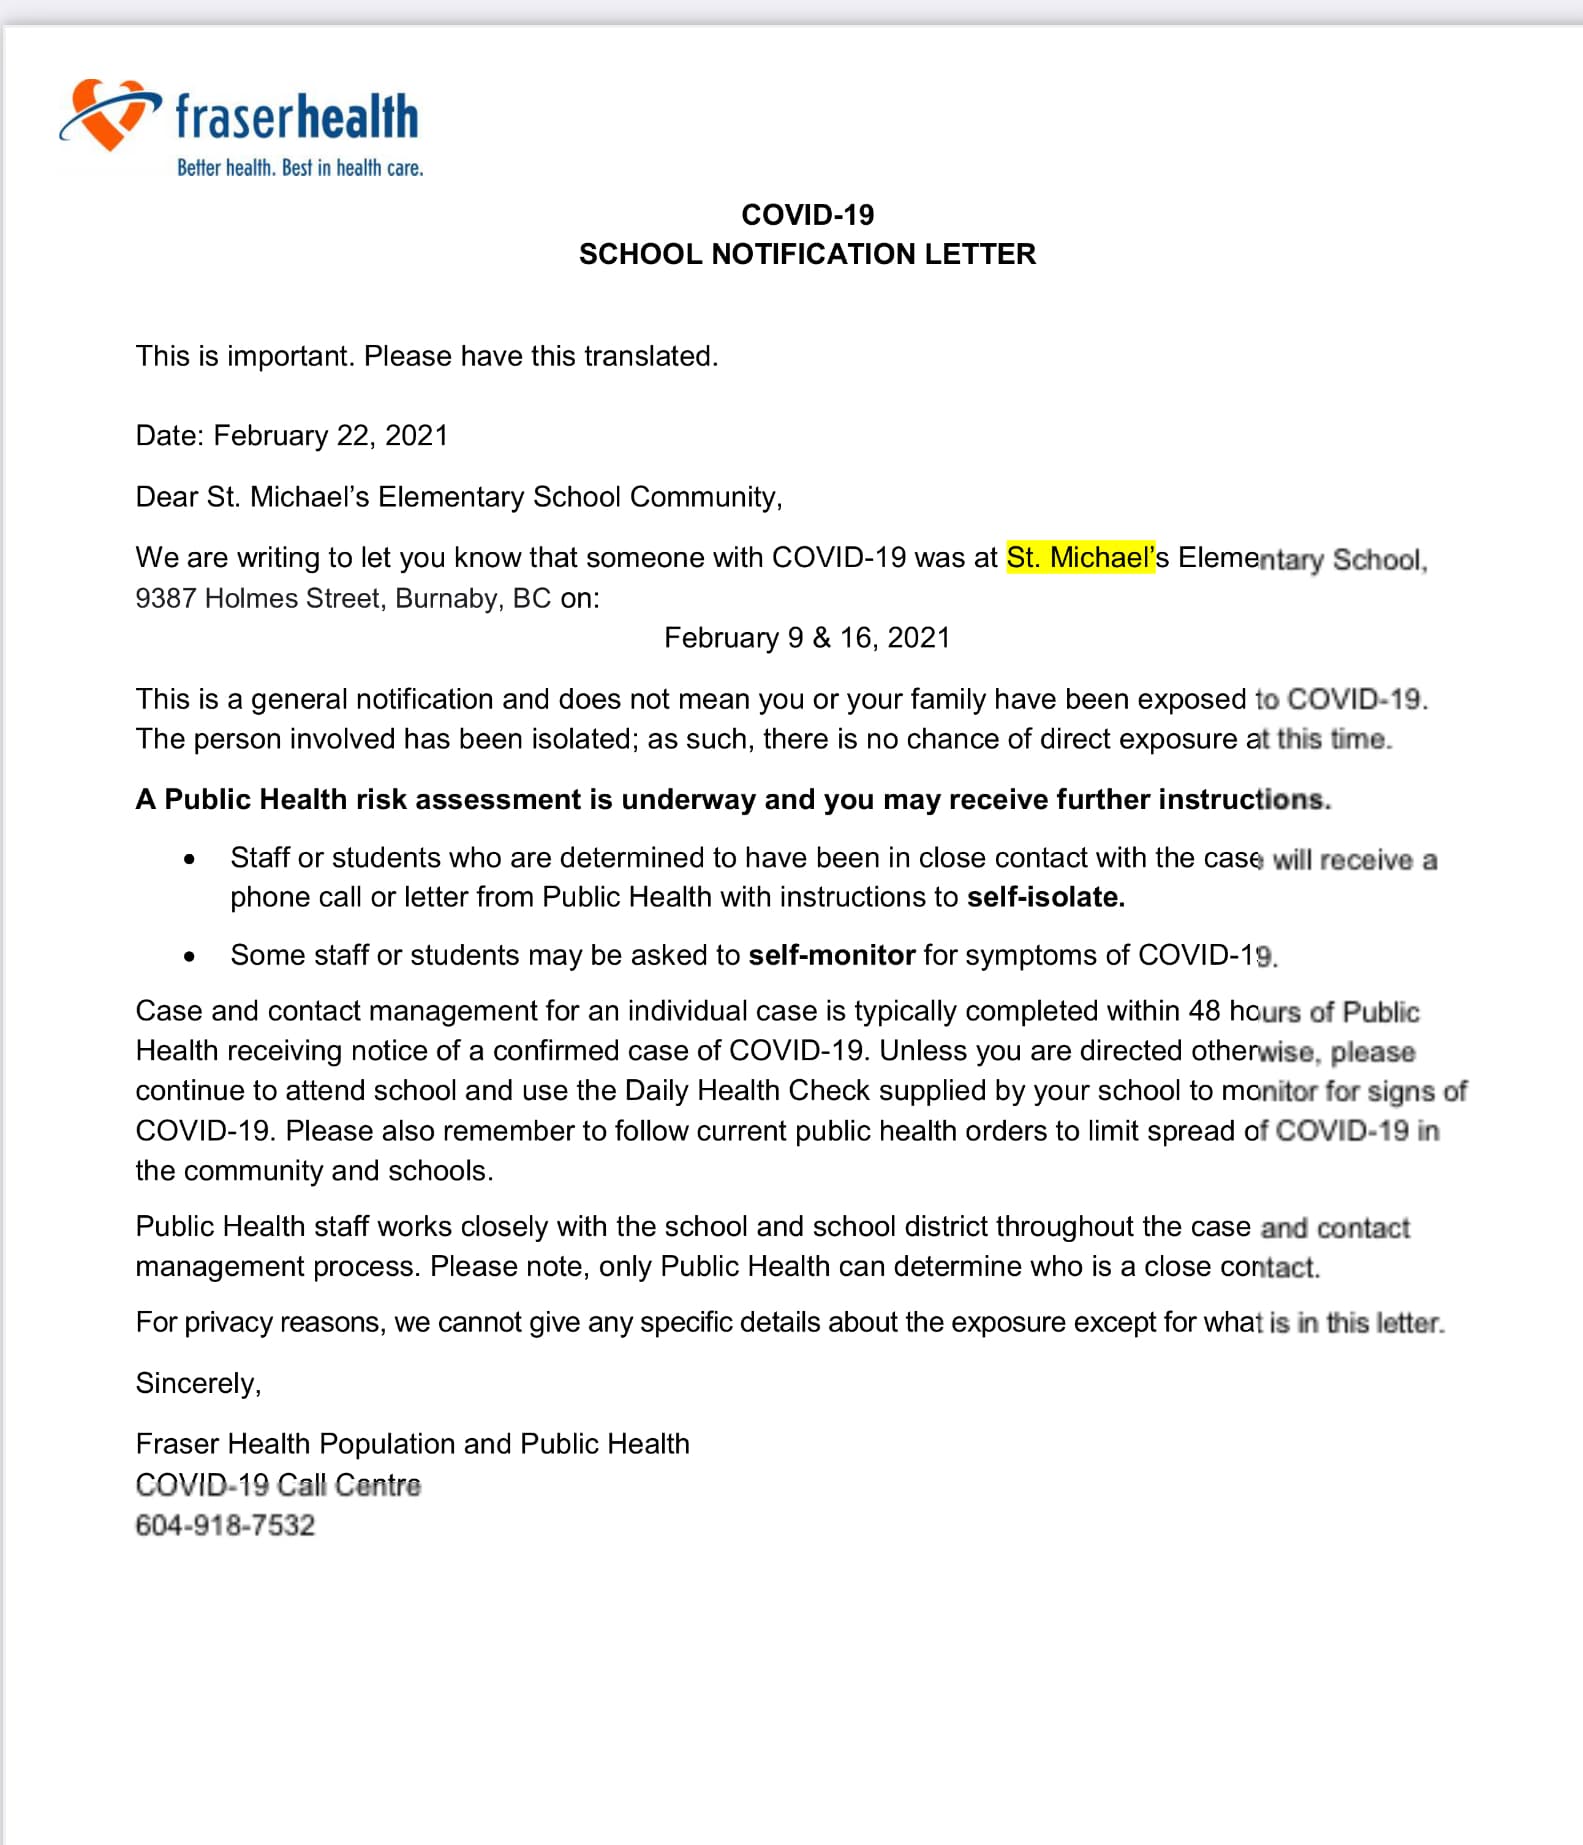 fraserhealth
Better health. Best in health care.
COVID-19
SCHOOL NOTIFICATION LETTER
This is important. Please have this translated.
Date: February 22, 2021
Dear St. Michael’s Elementary School Community,
We are writing to let you know that someone with COVID-19 was at St. Michael’s Elementary School,
9387 Holmes Street, Burnaby, BC on:
February 9 & 16, 2021
This is a general notification and does not mean you or your family have been exposed to COVID-19.
The person involved has been isolated; as such, there is no chance of direct exposure at this time.
A Public Health risk assessment is underway and you may receive further instructions.
• Staff or students who are determined to have been in close contact with the case will receive a
phone call or letter from Public Health with instructions to self-isolate.
• Some staff or students may be asked to self-monitor for symptoms of COVID-19.
Case and contact management for an individual case is typically completed within 48 hours of Public
Health receiving notice of a confirmed case of COVID-19. Unless you are directed otherwise, please
continue to attend school and use the Daily Health Check supplied by your school to monitor for signs of
COVID-19. Please also remember to follow current public health orders to limit spread of COVID-19 in
the community and schools.
Public Health staff works closely with the school and school district throughout the case and contact
management process. Please note, only Public Health can determine who is a close contact.
For privacy reasons, we cannot give any specific details about the exposure except for what is in this letter.
Sincerely,
Fraser Health Population and Public Health
COVID-19 Call Centre
604-918-7532